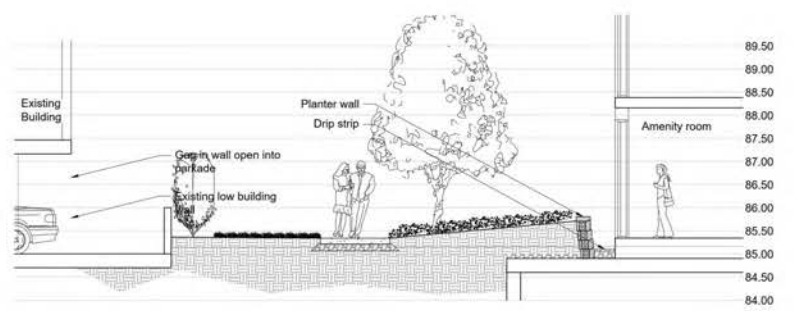 Existing
Building
Planter wall
Drip strip
Gap in wall open into
parkade
Existing low building
wall
Amenity room
89.50
89.00
88.50
88.00
87.50
87.00
86.50
86.00
85.50
85.00
84.50
84.00